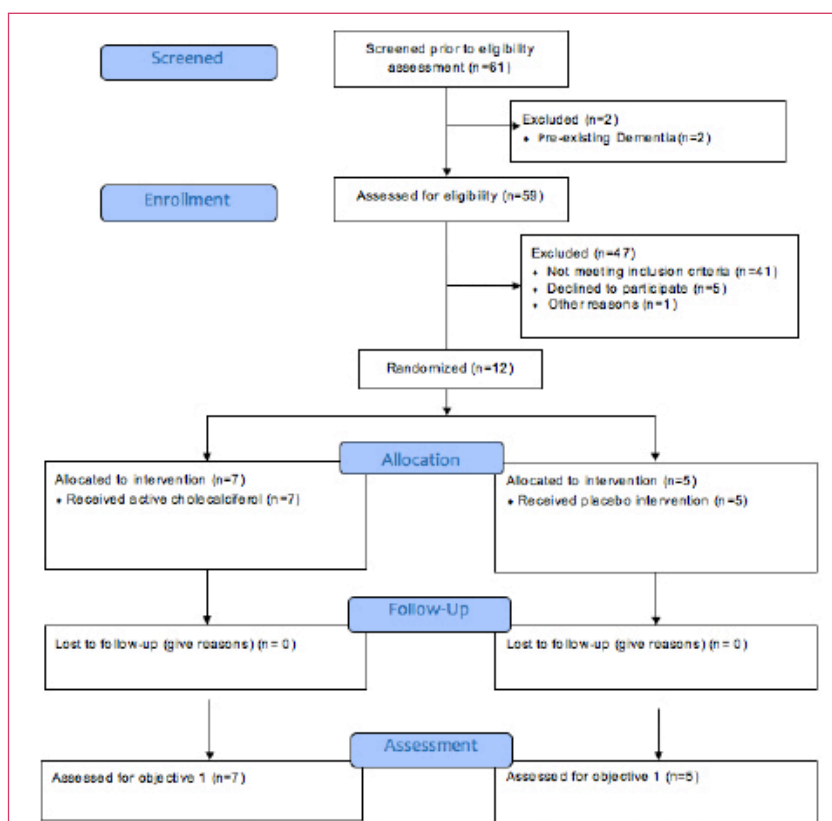 Screened
Screened prior to eligibility
assessment (n=61)
Excluded (n=2)
• Pre-existing Dementia(n=2)
Enrollment
Assessed for eligibility (n=59)
Excluded (n=47)
• Not meeting inclusion criteria (n=41)
• Declined to participate (n=5)
• Other reasons (n=1)
Randomized (n=12)
Allocation
Allocated to intervention (n=7)
• Received active cholecalciferol (n=7)
Allocated to intervention (n=5)
• Received placebo intervention (n=5)
Follow-Up
Lost to follow-up (give reasons) (n= 0)
Lost to follow-up (give reasons) (n= 0)
Assessment
Assessed for objective 1 (n=7)
Assessed for objective 1 (n=5)